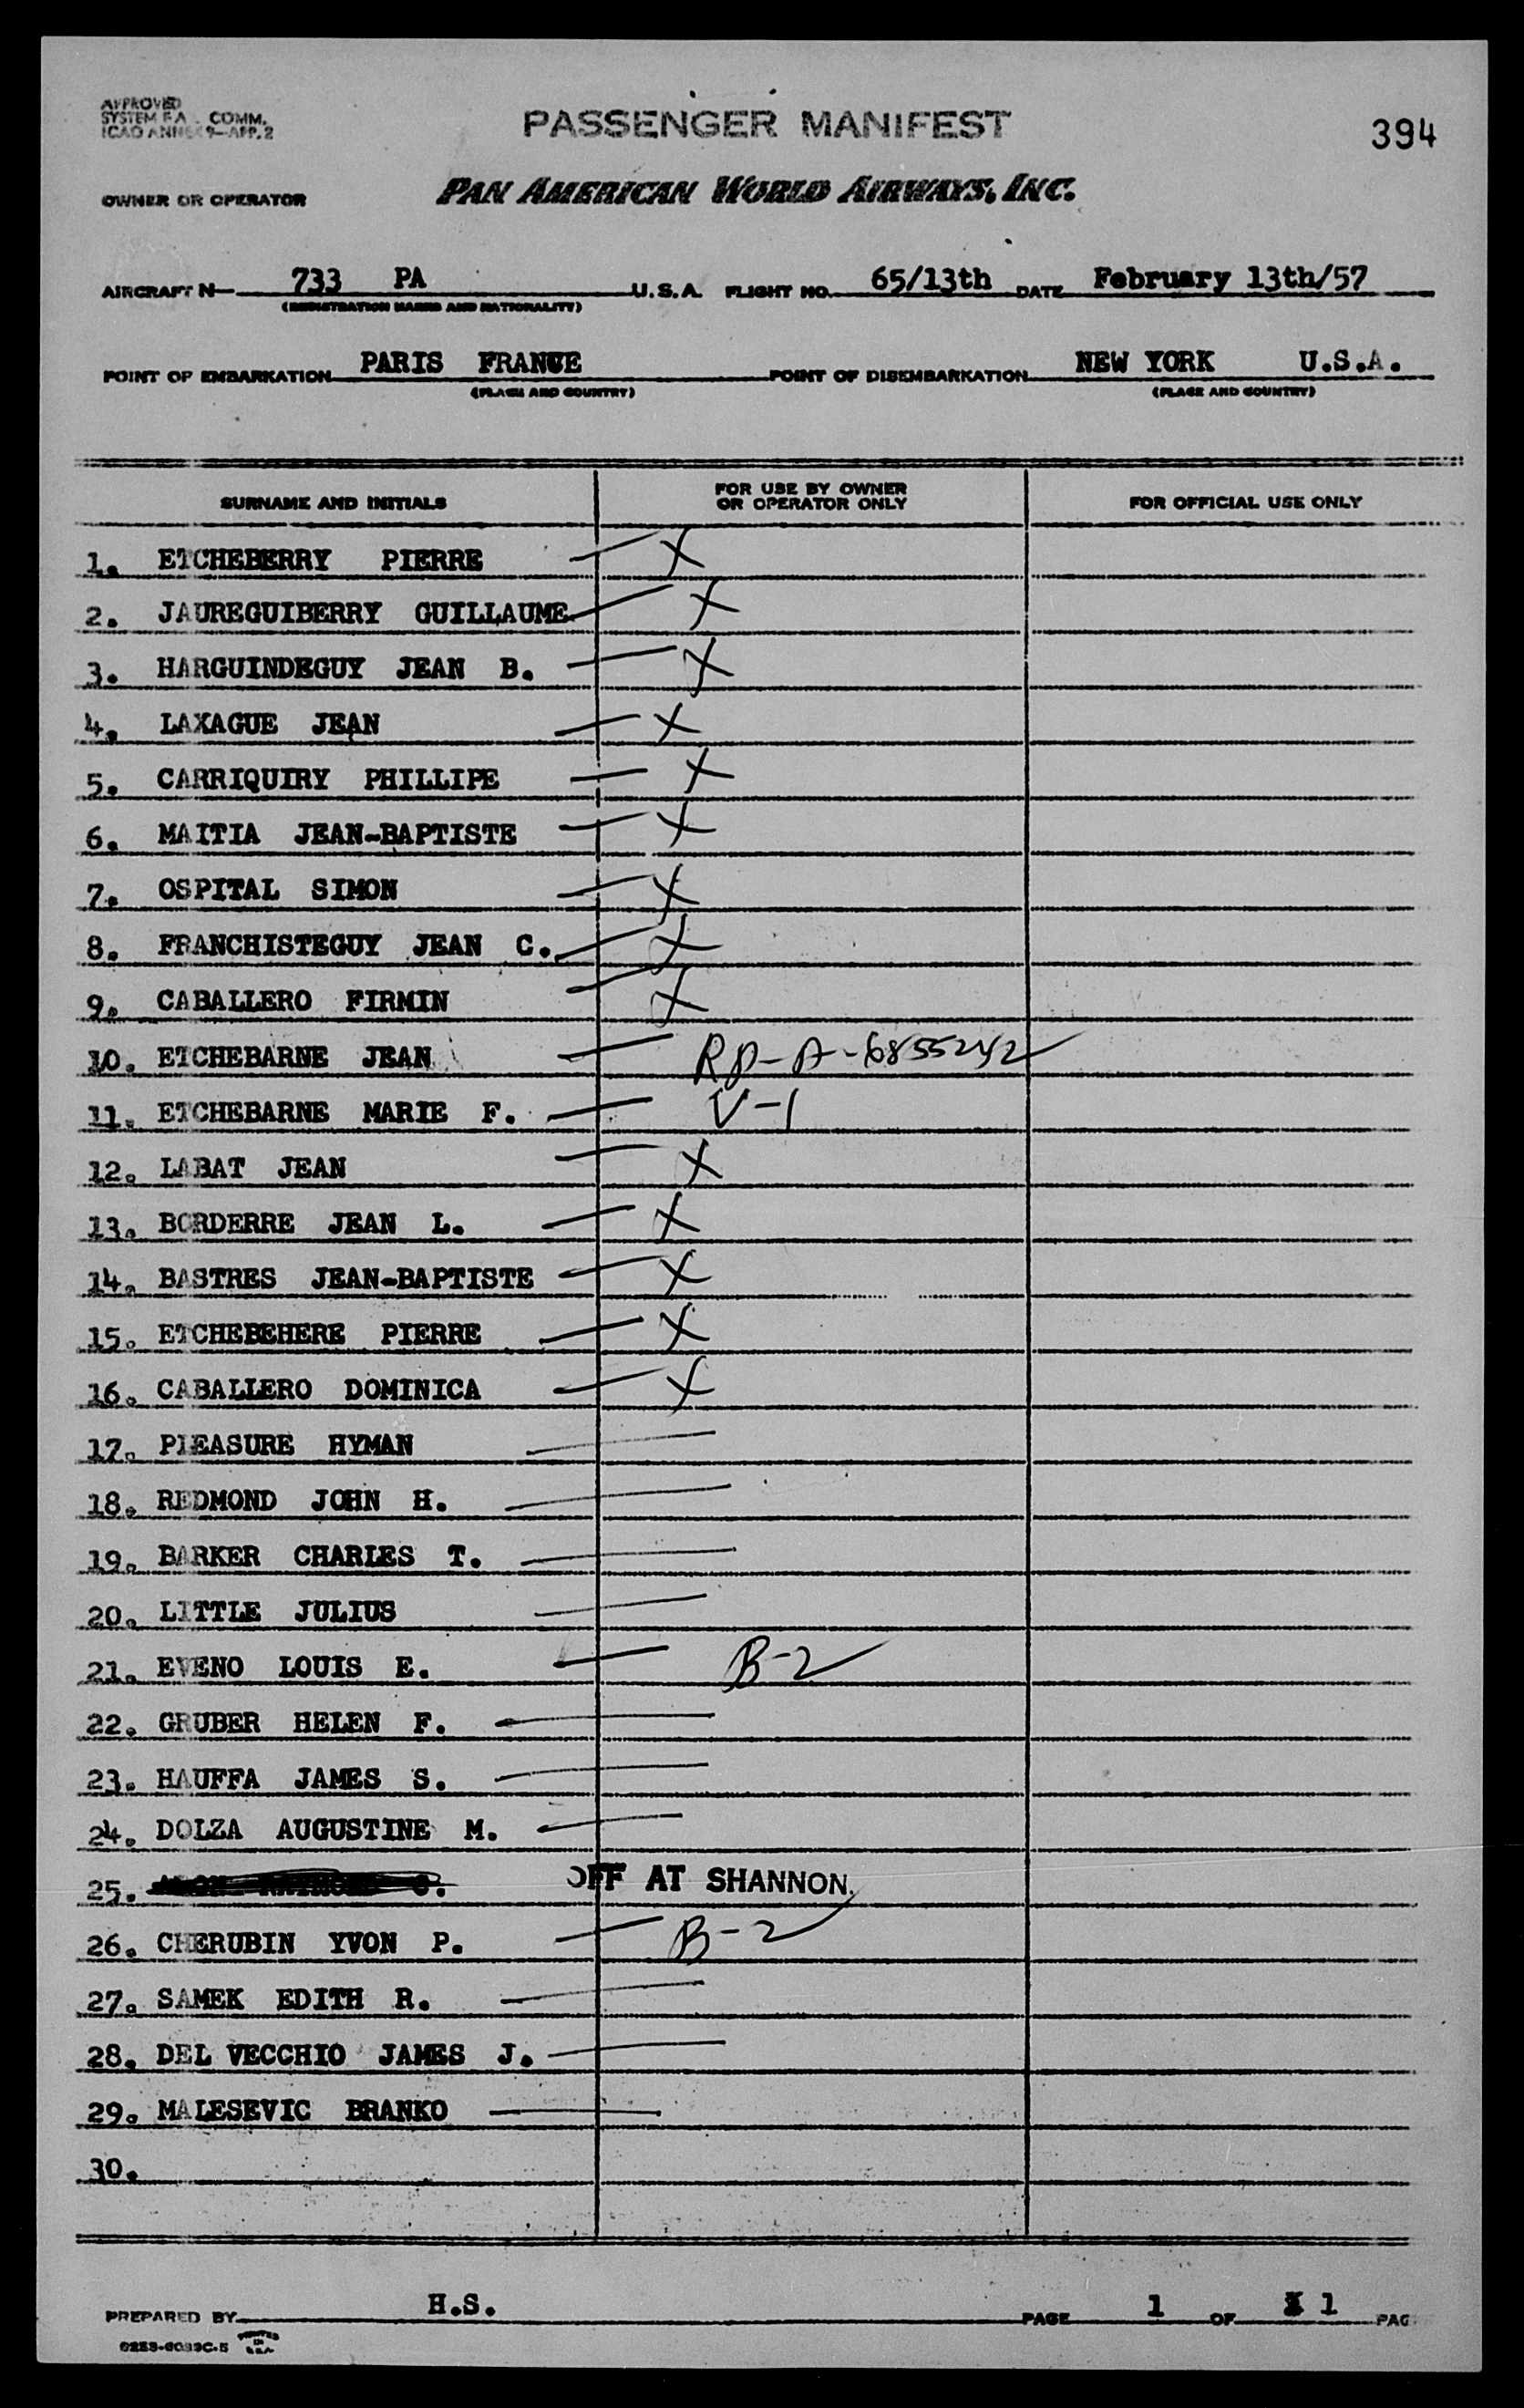 APPROVED
SYSTEM F.A. COMM.
ICAO ANNEX 9-APP. 2
PASSENGER MANIFEST
394
OWNER OR OPERATOR
PAN AMERICAN WORLD AIRWAYS, INC.
AIRCRAFT N 733 PA U.S.A. FLIGHT NO. 65/13th DATE February 13th/57
(REGISTRATION MARKS AND NATIONALITY)
POINT OF EMBARKATION PARIS FRANCE POINT OF DISEMBARKATION NEW YORK U.S.A.
(PLACE AND COUNTRY) (PLACE AND COUNTRY)
SURNAME AND INITIALS FOR USE BY OWNER OR OPERATOR ONLY FOR OFFICIAL USE ONLY
1. ETCHEBERRY PIERRE X
2. JAUREGUIBERRY GUILLAUME X
3. HARGUINDEGUY JEAN B. X
4. LAXAGUE JEAN X
5. CARRIQUIRY PHILLIPE X
6. MAITIA JEAN-BAPTISTE X
7. OSPITAL SIMON X
8. FRANCHISTEGUY JEAN C. X
9. CABALLERO FIRMIN X
10. ETCHEBARNE JEAN RP-A-6855242
11. ETCHEBARNE MARIE F. V-1
12. LABAT JEAN X
13. BORDERRE JEAN L. X
14. BASTRES JEAN-BAPTISTE X
15. ETCHEBEHERE PIERRE X
16. CABALLERO DOMINICA X
17. PLEASURE HYMAN
18. REDMOND JOHN H.
19. BARKER CHARLES T.
20. LITTLE JULIUS
21. EVENO LOUIS E. B-2
22. GRUBER HELEN F.
23. HAUFFA JAMES S.
24. DOLZA AUGUSTINE M.
25. OFF AT SHANNON.
26. CHERUBIN YVON P. B-2
27. SAMEK EDITH R.
28. DEL VECCHIO JAMES J.
29. MALESEVIC BRANKO
30.
PREPARED BY H.S. PAGE 1 OF 1 PAG